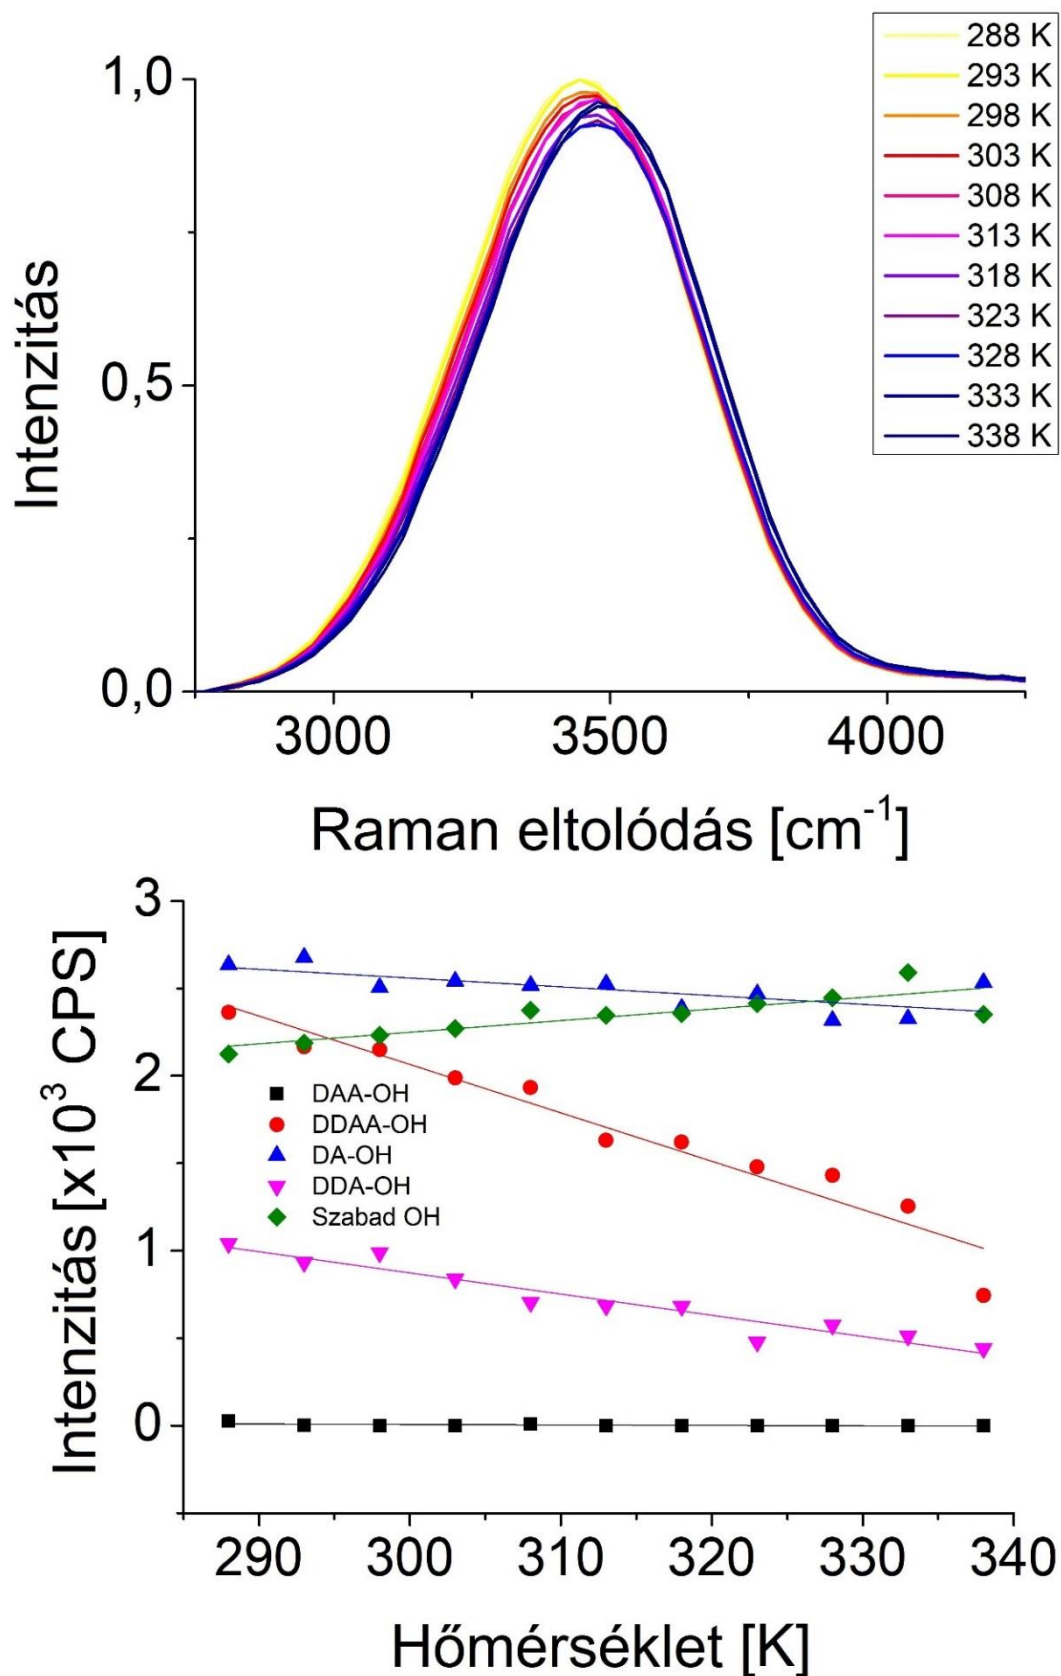 288 K
293 K
298 K
303 K
308 K
313 K
318 K
323 K
328 K
333 K
338 K
Intenzitás
1,0
0,5
0,0
3000 3500 4000
Raman eltolódás [cm⁻¹]
Intenzitás [x10³ CPS]
3
2
1
0
DAA-OH
DDAA-OH
DA-OH
DDA-OH
Szabad OH
290 300 310 320 330 340
Hőmérséklet [K]